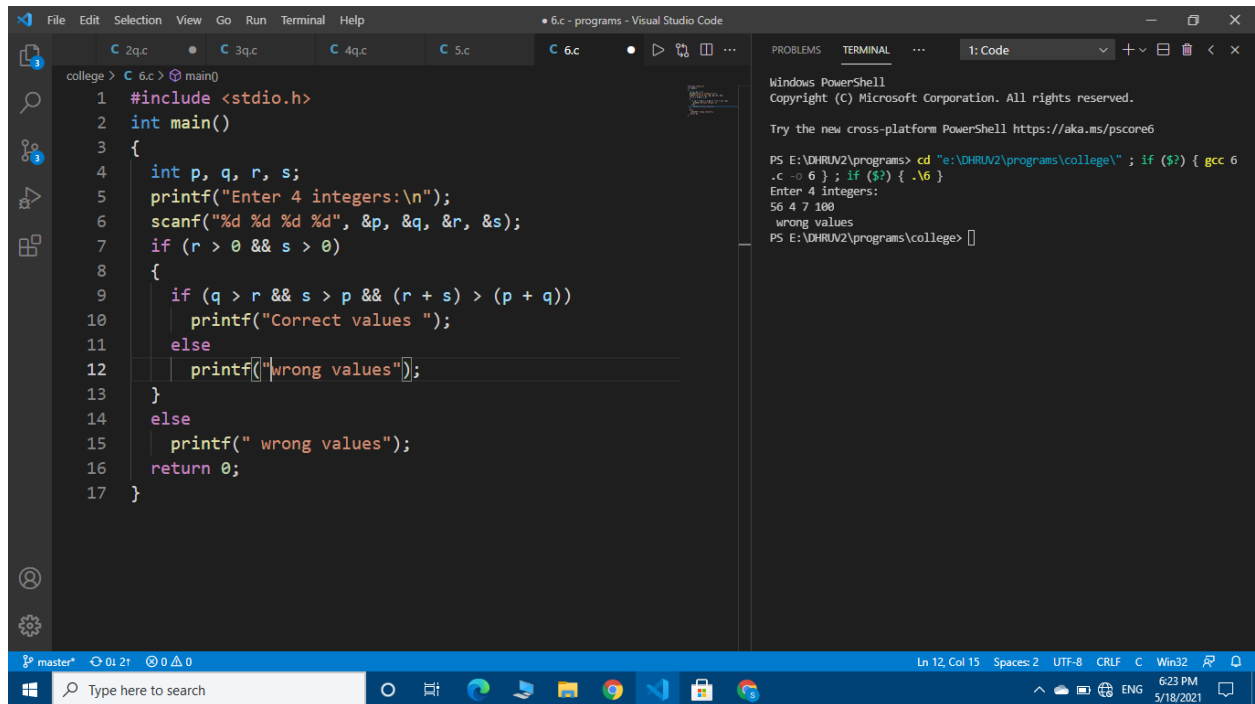 File Edit Selection View Go Run Terminal Help
● 6.c - programs - Visual Studio Code
C 2q.c ●
C 3q.c
C 4q.c
C 5.c
C 6.c ●
college > C 6.c > main()
1 #include <stdio.h>
2 int main()
3 {
4   int p, q, r, s;
5   printf("Enter 4 integers:\n");
6   scanf("%d %d %d %d", &p, &q, &r, &s);
7   if (r > 0 && s > 0)
8   {
9     if (q > r && s > p && (r + s) > (p + q))
10       printf("Correct values ");
11     else
12       printf("wrong values");
13   }
14   else
15     printf(" wrong values");
16   return 0;
17 }
PROBLEMS TERMINAL ··· 1: Code
Windows PowerShell
Copyright (C) Microsoft Corporation. All rights reserved.
Try the new cross-platform PowerShell https://aka.ms/pscore6
PS E:\DHRUV2\programs> cd "e:\DHRUV2\programs\college\" ; if ($?) { gcc 6
.c -o 6 } ; if ($?) { .\6 }
Enter 4 integers:
56 4 7 100
 wrong values
PS E:\DHRUV2\programs\college>
3
3
master* 0↓ 2↑ 0 0
Ln 12, Col 15 Spaces: 2 UTF-8 CRLF C Win32
Type here to search
ENG
6:23 PM
5/18/2021